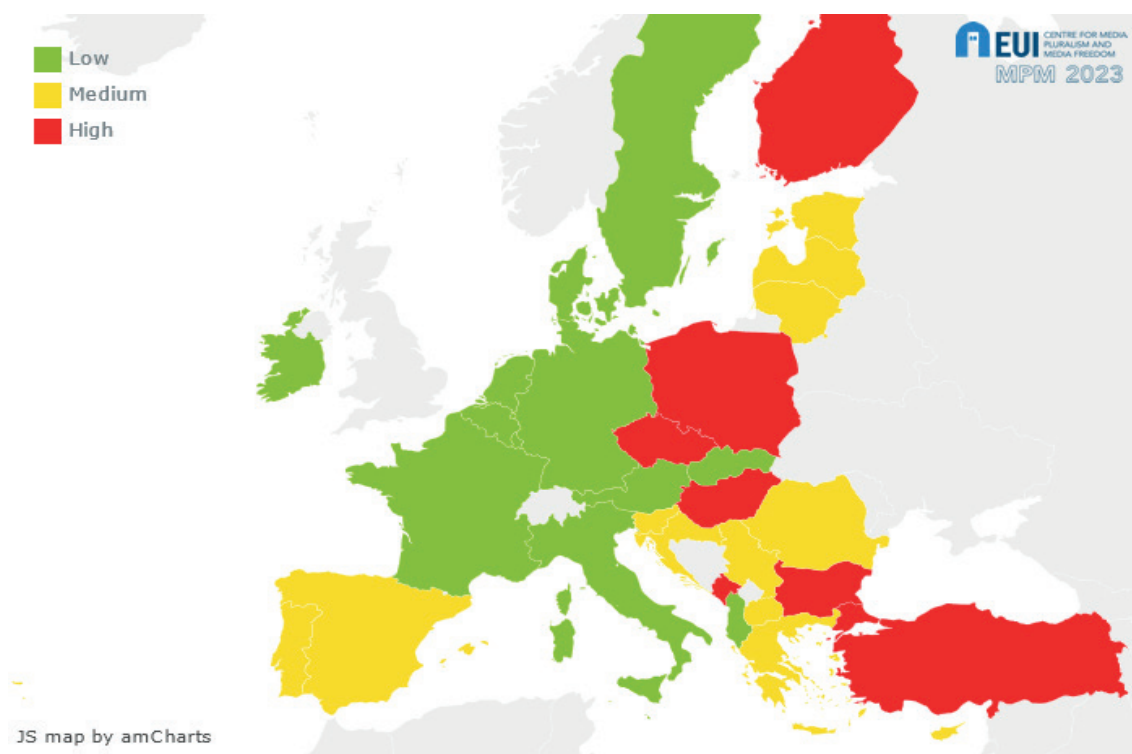 Low
Medium
High
EUI
CENTRE FOR MEDIA
PLURALISM AND
MEDIA FREEDOM
MPM 2023
JS map by amCharts